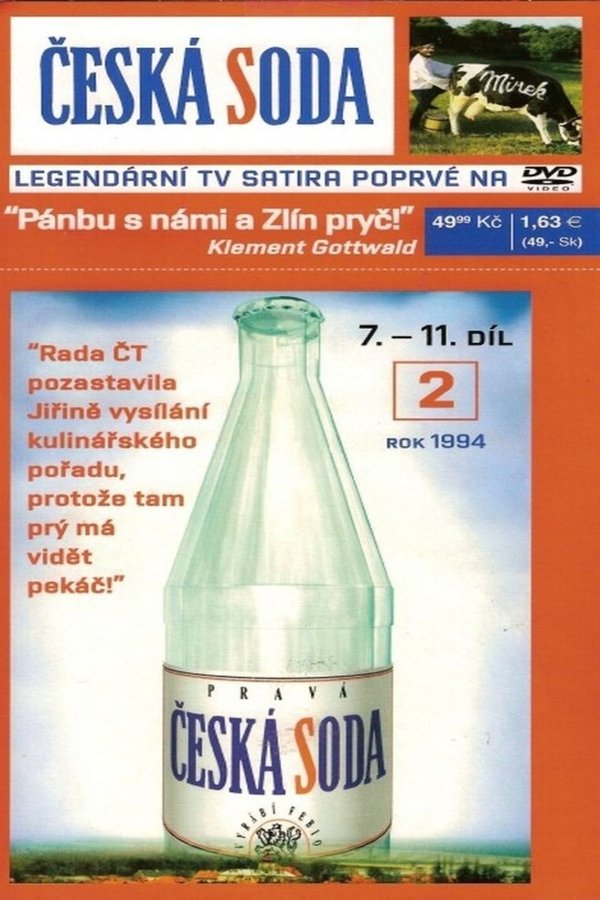 ČESKÁ SODA
Mirek
LEGENDÁRNÍ TV SATIRA POPRVÉ NA DVD
VIDEO
“Pánbu s námi a Zlín pryč!”
Klement Gottwald
49⁹⁹ Kč
1,63 €
(49,- Sk)
“Rada ČT
pozastavila
Jiřině vysílání
kulinářského
pořadu,
protože tam
prý má
vidět
pekáč!”
7. – 11. DÍL
2
ROK 1994
PRAVÁ
ČESKÁ SODA
VYRÁBÍ FEBIO